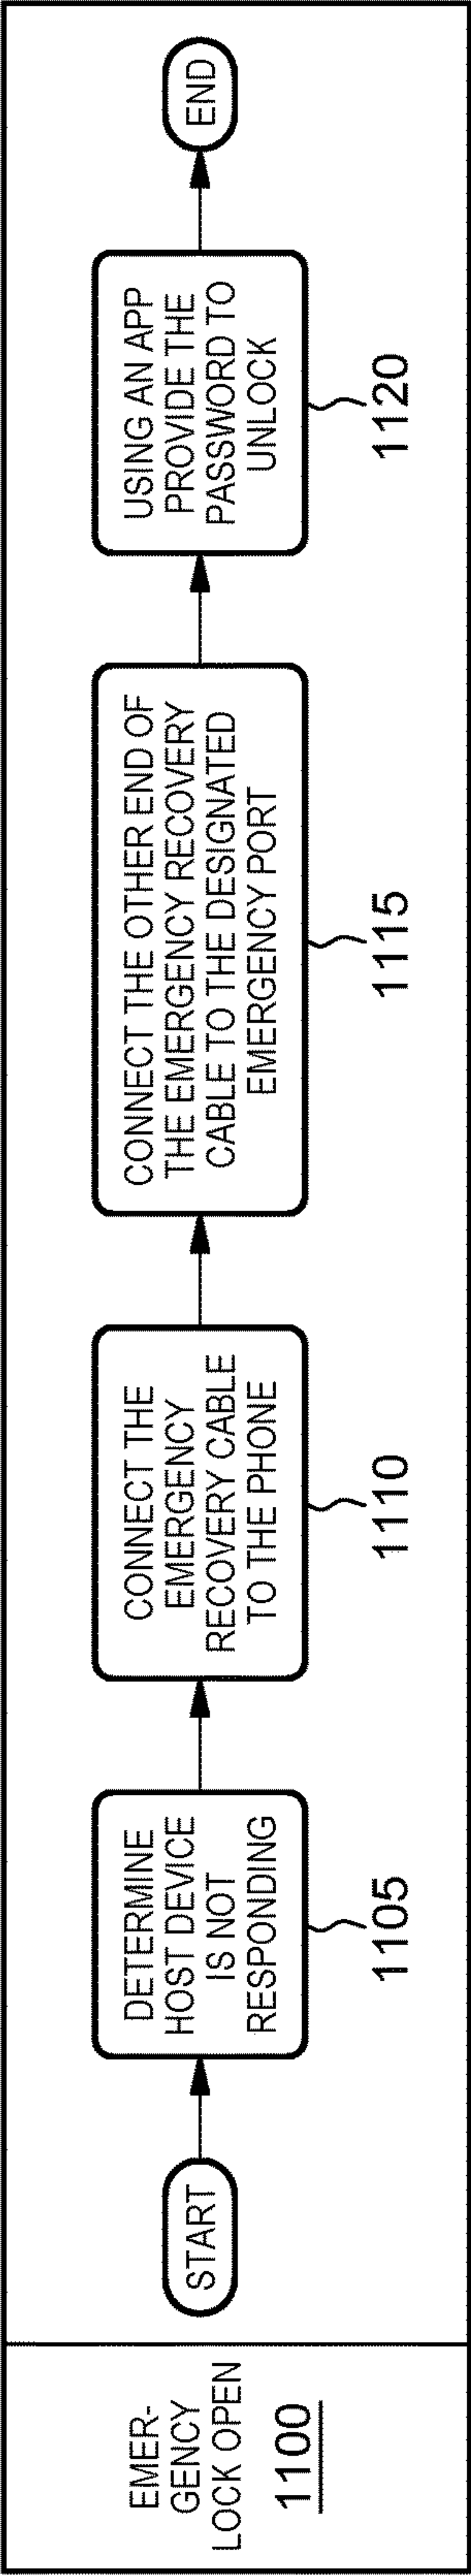 EMER-
GENCY
LOCK OPEN
1100
START
DETERMINE
HOST DEVICE
IS NOT
RESPONDING
1105
CONNECT THE
EMERGENCY
RECOVERY CABLE
TO THE PHONE
1110
CONNECT THE OTHER END OF
THE EMERGENCY RECOVERY
CABLE TO THE DESIGNATED
EMERGENCY PORT
1115
USING AN APP
PROVIDE THE
PASSWORD TO
UNLOCK
1120
END